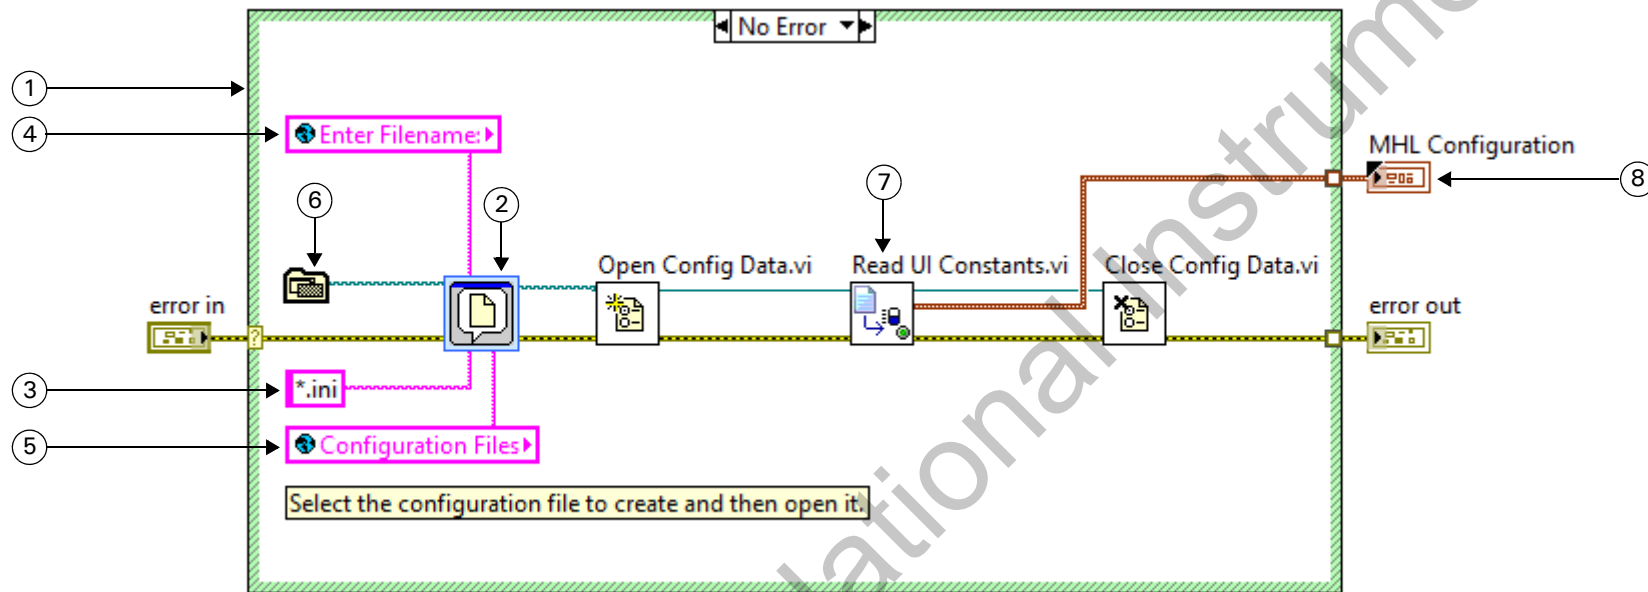 No Error
1
4
Enter Filename:
MHL Configuration
8
6
2
7
Open Config Data.vi
Read UI Constants.vi
Close Config Data.vi
error in
?
error out
3
*.ini
5
Configuration Files
Select the configuration file to create and then open it.
ational Instrume